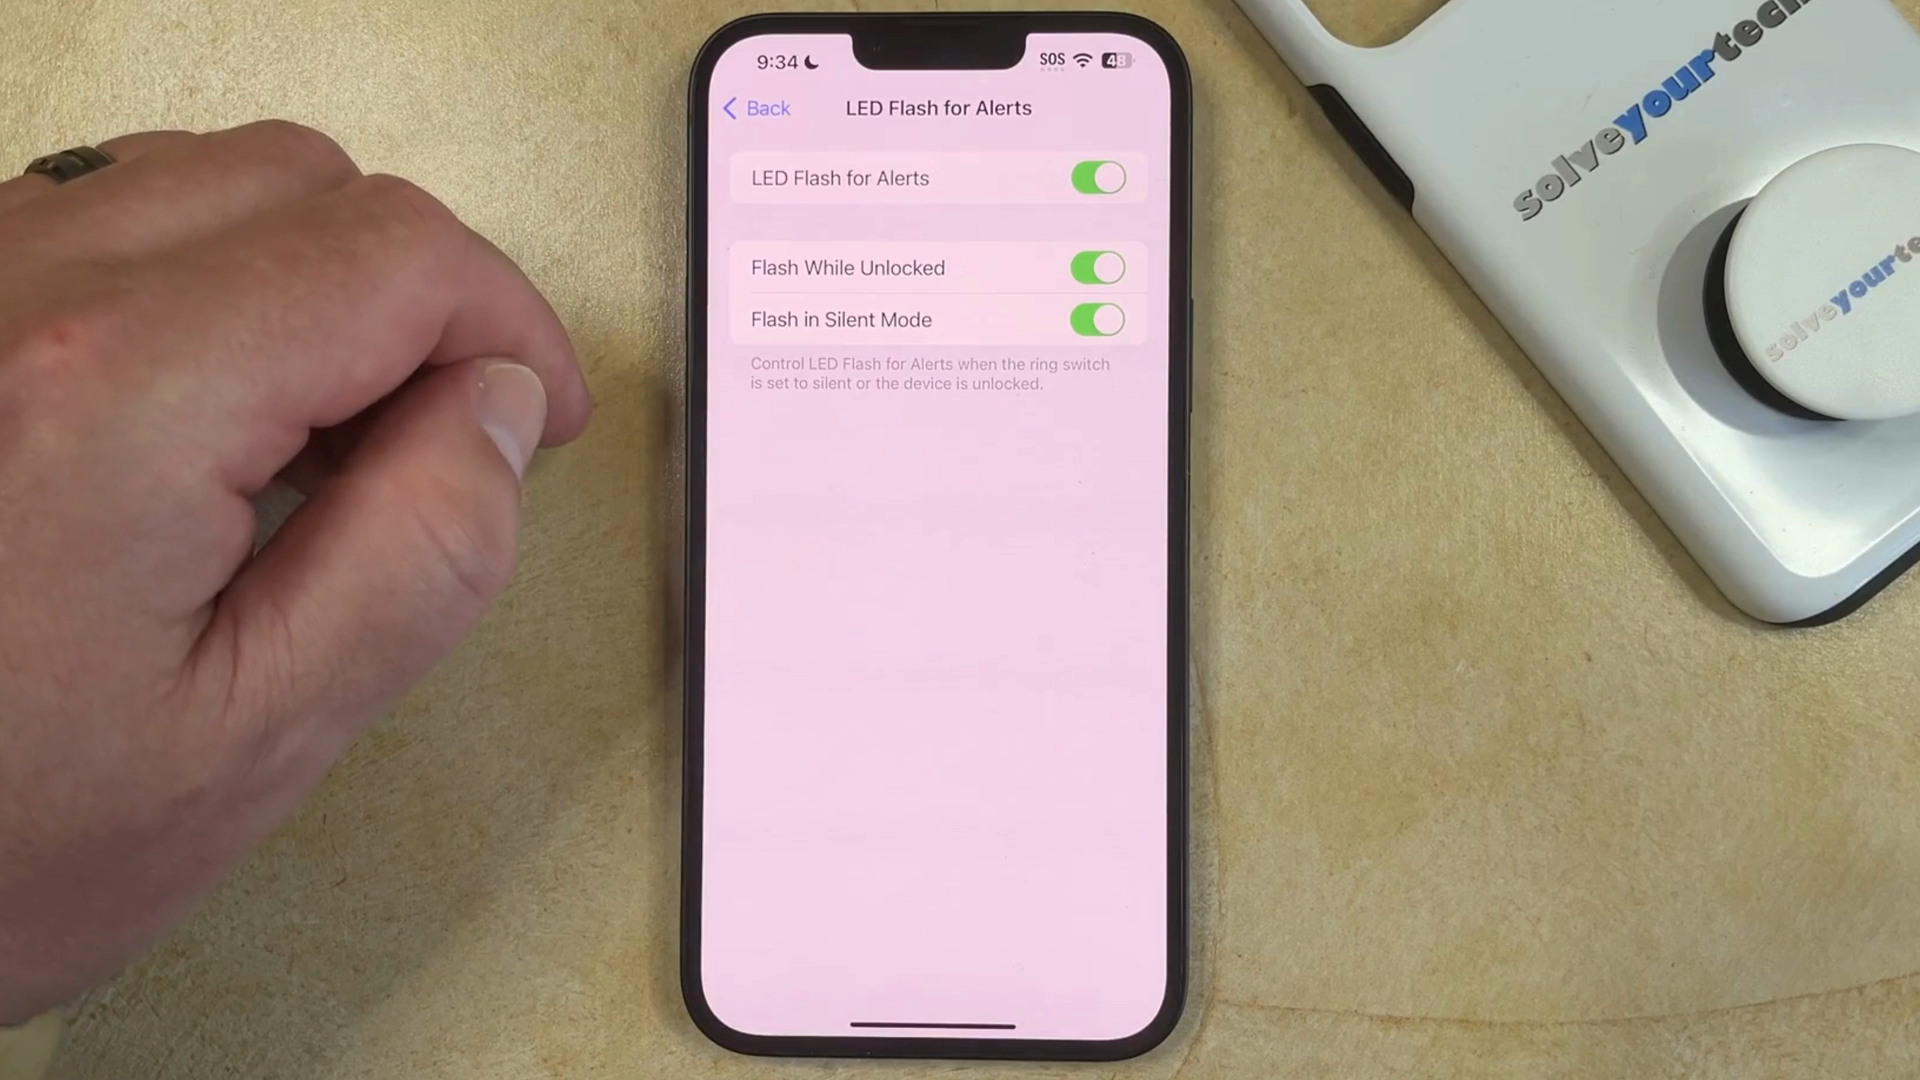 9:34
SOS
48
Back
LED Flash for Alerts
LED Flash for Alerts
Flash While Unlocked
Flash in Silent Mode
Control LED Flash for Alerts when the ring switch
is set to silent or the device is unlocked.
solveyourtech
solveyourte